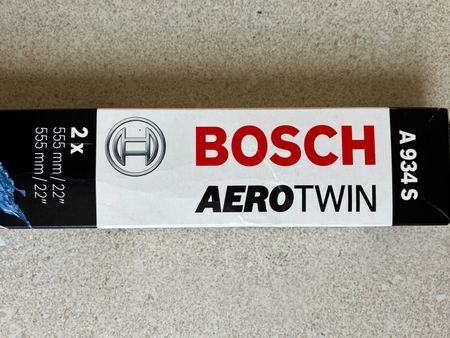 2 x
555 mm/22"
555 mm/22"
BOSCH
AEROTWIN
A 934 S